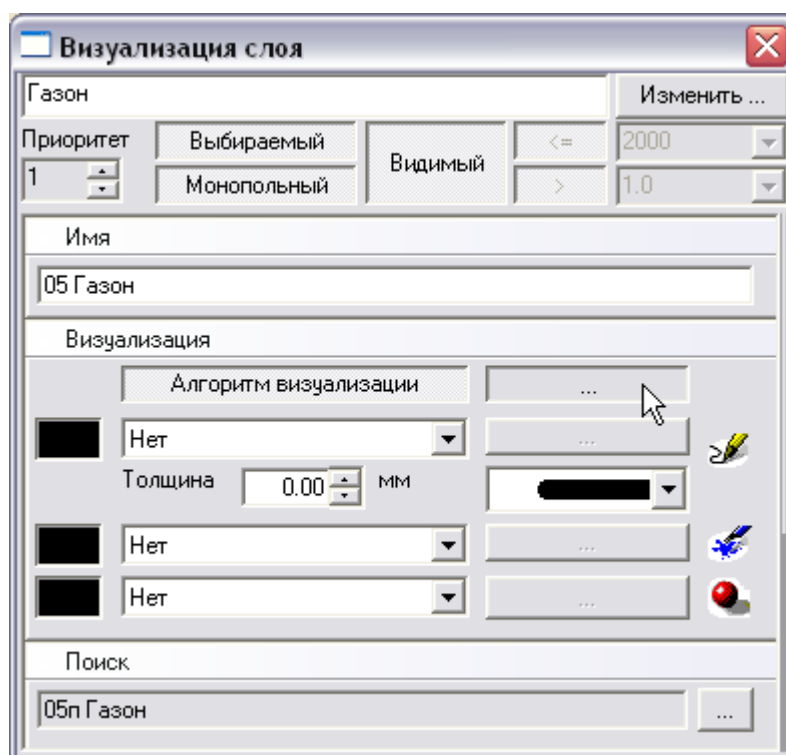 Визуализация слоя
Газон Изменить ...
Приоритет Выбираемый Видимый <= 2000
1 Монопольный > 1.0
Имя
05 Газон
Визуализация
Алгоритм визуализации ...
Нет ...
Толщина 0.00 мм
Нет ...
Нет ...
Поиск
05п Газон ...